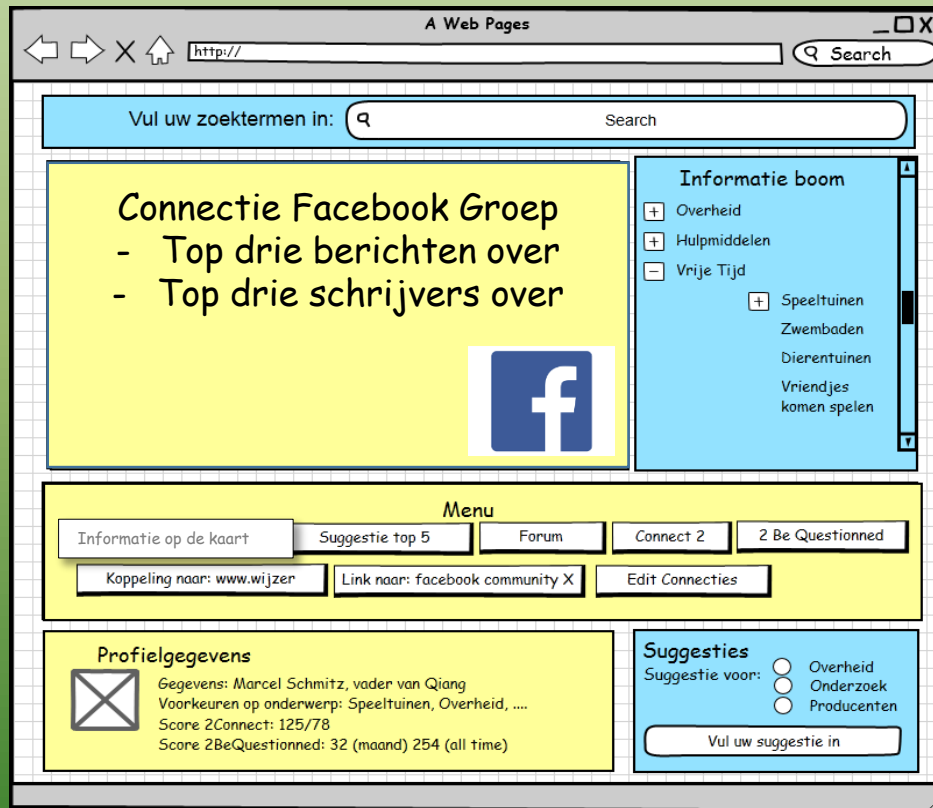 A Web Pages
http://
Search
Vul uw zoektermen in:
Search
Connectie Facebook Groep
- Top drie berichten over
- Top drie schrijvers over
Informatie boom
Overheid
Hulpmiddelen
Vrije Tijd
Speeltuinen
Zwembaden
Dierentuinen
Vriendjes
komen spelen
Menu
Informatie op de kaart
Suggestie top 5
Forum
Connect 2
2 Be Questionned
Koppeling naar: www.wijzer
Link naar: facebook community X
Edit Connecties
Profielgegevens
Gegevens: Marcel Schmitz, vader van Qiang
Voorkeuren op onderwerp: Speeltuinen, Overheid, ....
Score 2Connect: 125/78
Score 2BeQuestionned: 32 (maand) 254 (all time)
Suggesties
Suggestie voor:
Overheid
Onderzoek
Producenten
Vul uw suggestie in